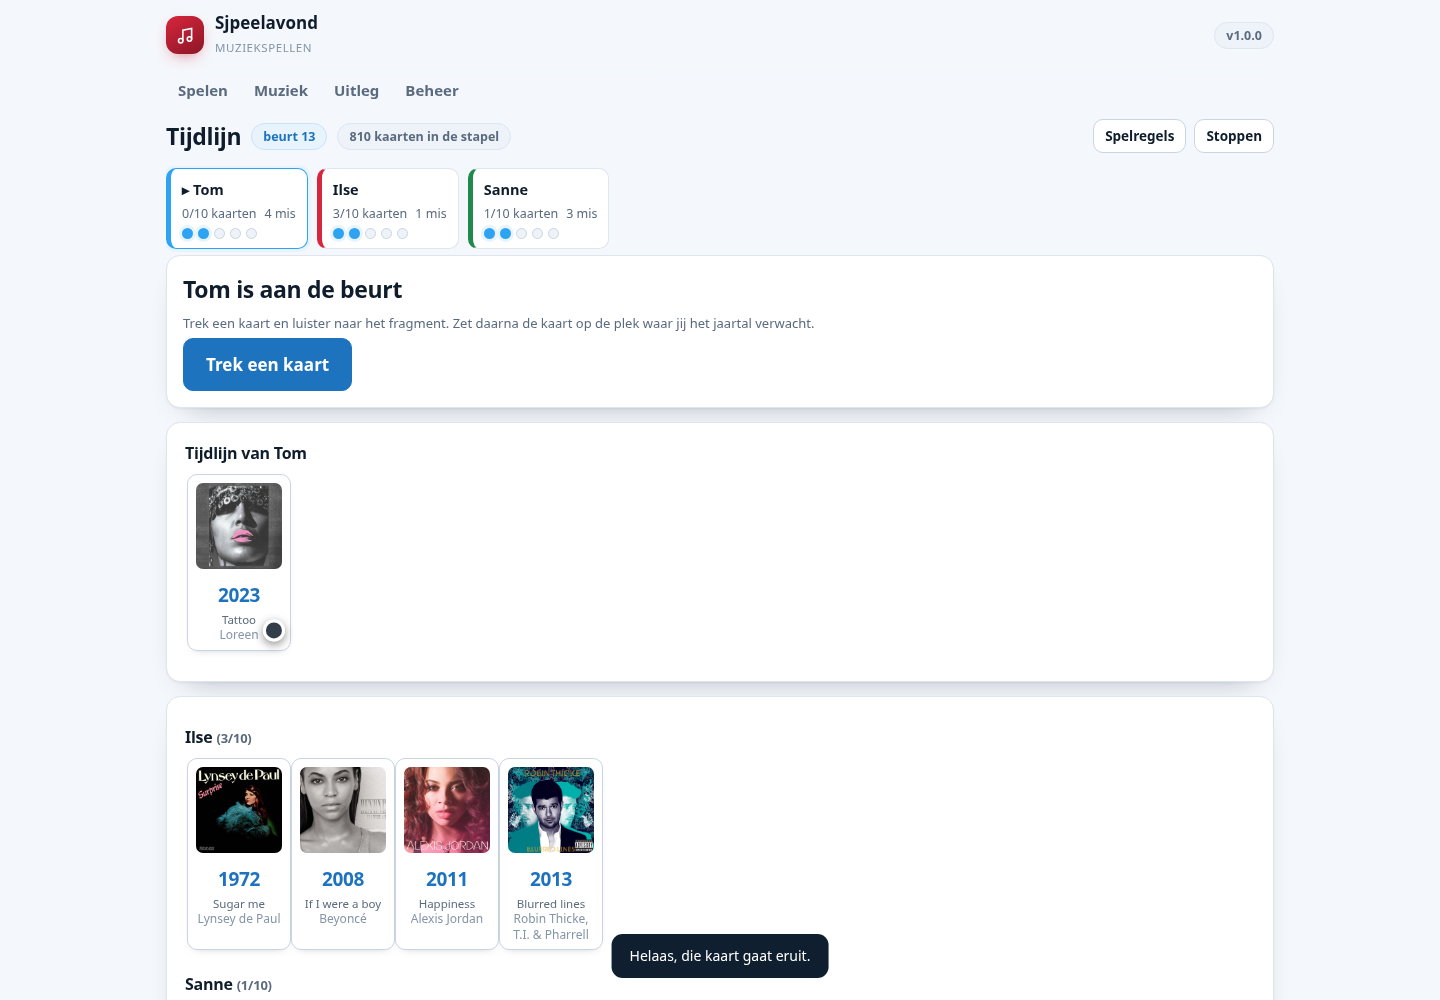 Sjpeelavond
MUZIEKSPELLEN
v1.0.0
Spelen Muziek Uitleg Beheer
Tijdlijn beurt 13 810 kaarten in de stapel Spelregels Stoppen
▸ Tom
0/10 kaarten 4 mis
Ilse
3/10 kaarten 1 mis
Sanne
1/10 kaarten 3 mis
Tom is aan de beurt
Trek een kaart en luister naar het fragment. Zet daarna de kaart op de plek waar jij het jaartal verwacht.
Trek een kaart
Tijdlijn van Tom
2023
Tattoo
Loreen
Ilse (3/10)
Lynsey de Paul
Surprise
1972
Sugar me
Lynsey de Paul
2008
If I were a boy
Beyoncé
ALEXIS JORDAN
2011
Happiness
Alexis Jordan
ROBIN THICKE
BLURRED LINES
2013
Blurred lines
Robin Thicke,
T.I. & Pharrell
Helaas, die kaart gaat eruit.
Sanne (1/10)